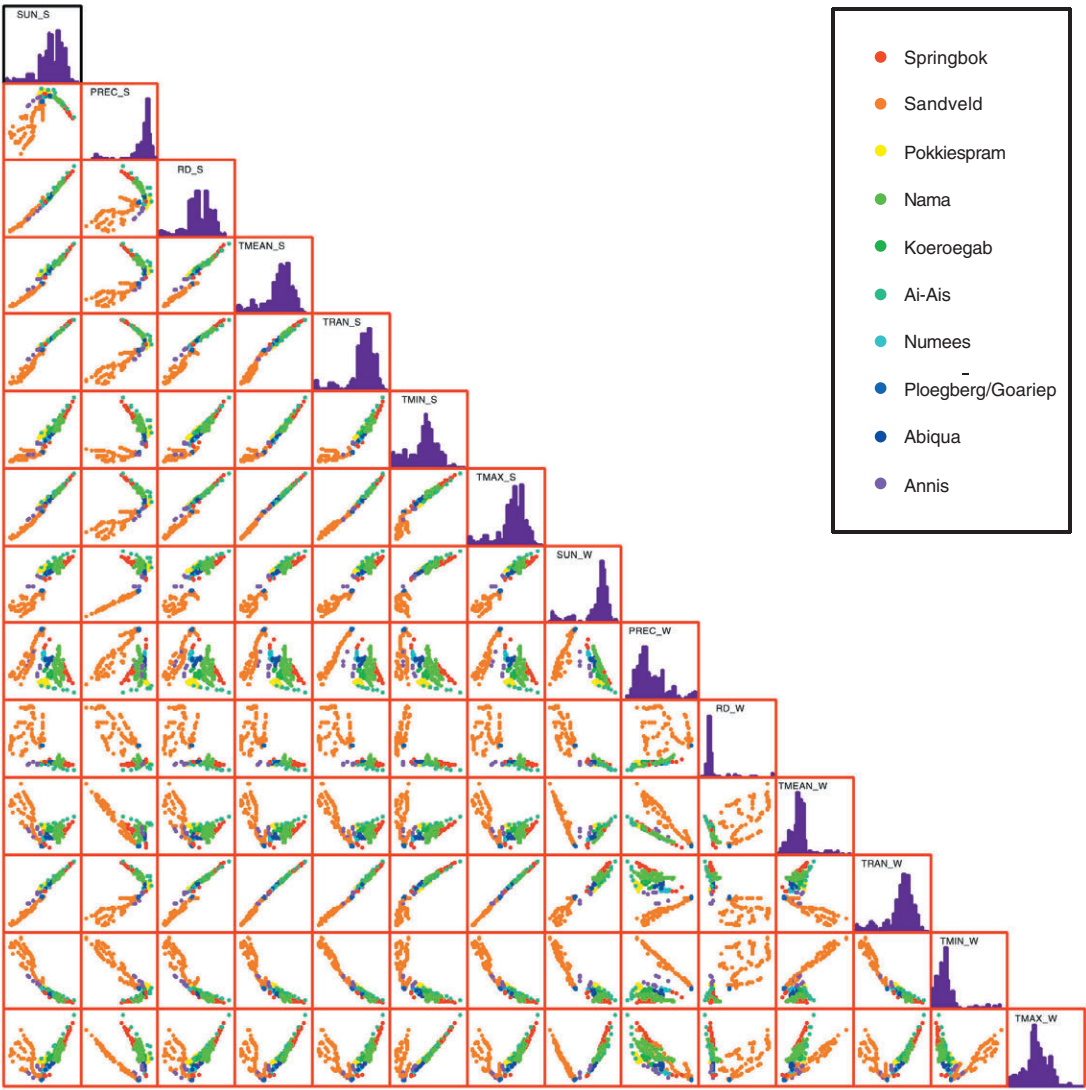 SUN_S
PREC_S
RD_S
TMEAN_S
TRAN_S
TMIN_S
TMAX_S
SUN_W
PREC_W
RD_W
TMEAN_W
TRAN_W
TMIN_W
TMAX_W
Springbok
Sandveld
Pokkiespram
Nama
Koeroegab
Ai-Ais
Numees
Ploegberg/Goariep
Abiqua
Annis